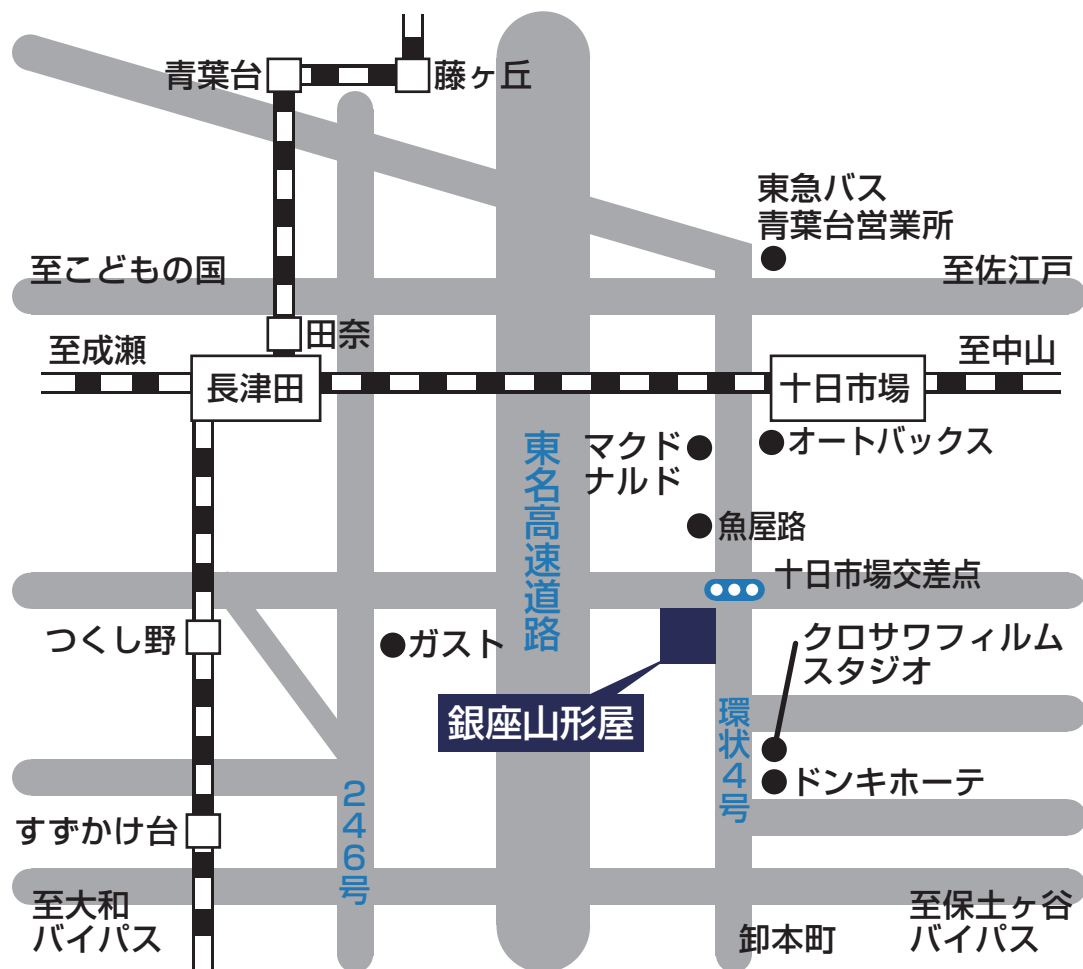 青葉台
藤ヶ丘
東急バス
青葉台営業所
至こどもの国
至佐江戸
田奈
至成瀬
至中山
長津田
十日市場
東名高速道路
マクド
ナルド
オートバックス
魚屋路
十日市場交差点
つくし野
ガスト
クロサワフィルム
スタジオ
銀座山形屋
環状4号
ドンキホーテ
246号
すずかけ台
至大和
バイパス
卸本町
至保土ヶ谷
バイパス